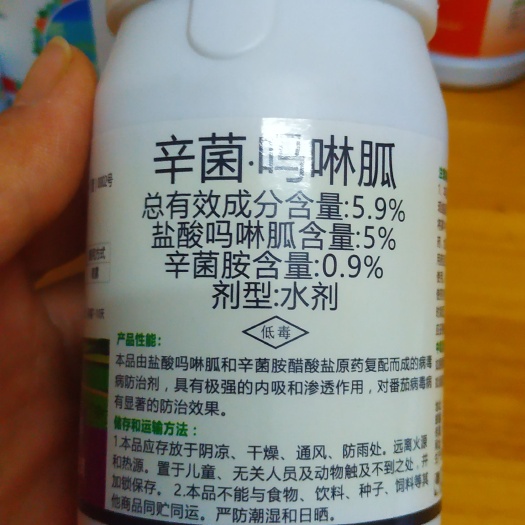 辛菌·吗啉胍
总有效成分含量:5.9%
盐酸吗啉胍含量:5%
辛菌胺含量:0.9%
剂型:水剂
低毒
产品性能:
本品由盐酸吗啉胍和辛菌胺醋酸盐原药复配而成的病毒
病防治剂，具有极强的内吸和渗透作用，对番茄病毒病
有显著的防治效果。
储存和运输方法：
1.本品应存放于阴凉、干燥、通风、防雨处。远离火源
和热源。置于儿童、无关人员及动物触及不到之处，并
加锁保存。2.本品不能与食物、饮料、种子、饲料等其
他商品同贮同运。严防潮湿和日晒。